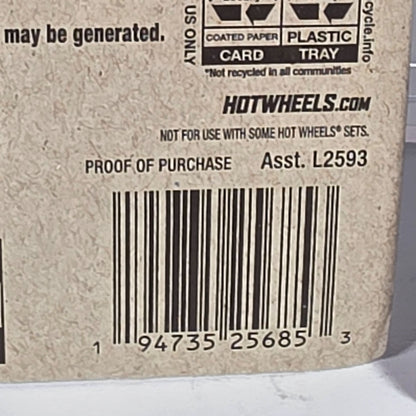 may be generated.
US ONLY
COATED PAPER
CARD
PLASTIC
TRAY
cycle.info
*Not recycled in all communities
HOTWHEELS.COM
NOT FOR USE WITH SOME HOT WHEELS® SETS.
PROOF OF PURCHASE Asst. L2593
1 94735 25685 3